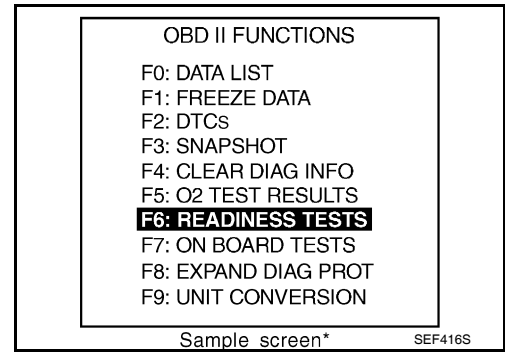 OBD II FUNCTIONS
F0: DATA LIST
F1: FREEZE DATA
F2: DTCs
F3: SNAPSHOT
F4: CLEAR DIAG INFO
F5: O2 TEST RESULTS
F6: READINESS TESTS
F7: ON BOARD TESTS
F8: EXPAND DIAG PROT
F9: UNIT CONVERSION
Sample screen*
SEF416S